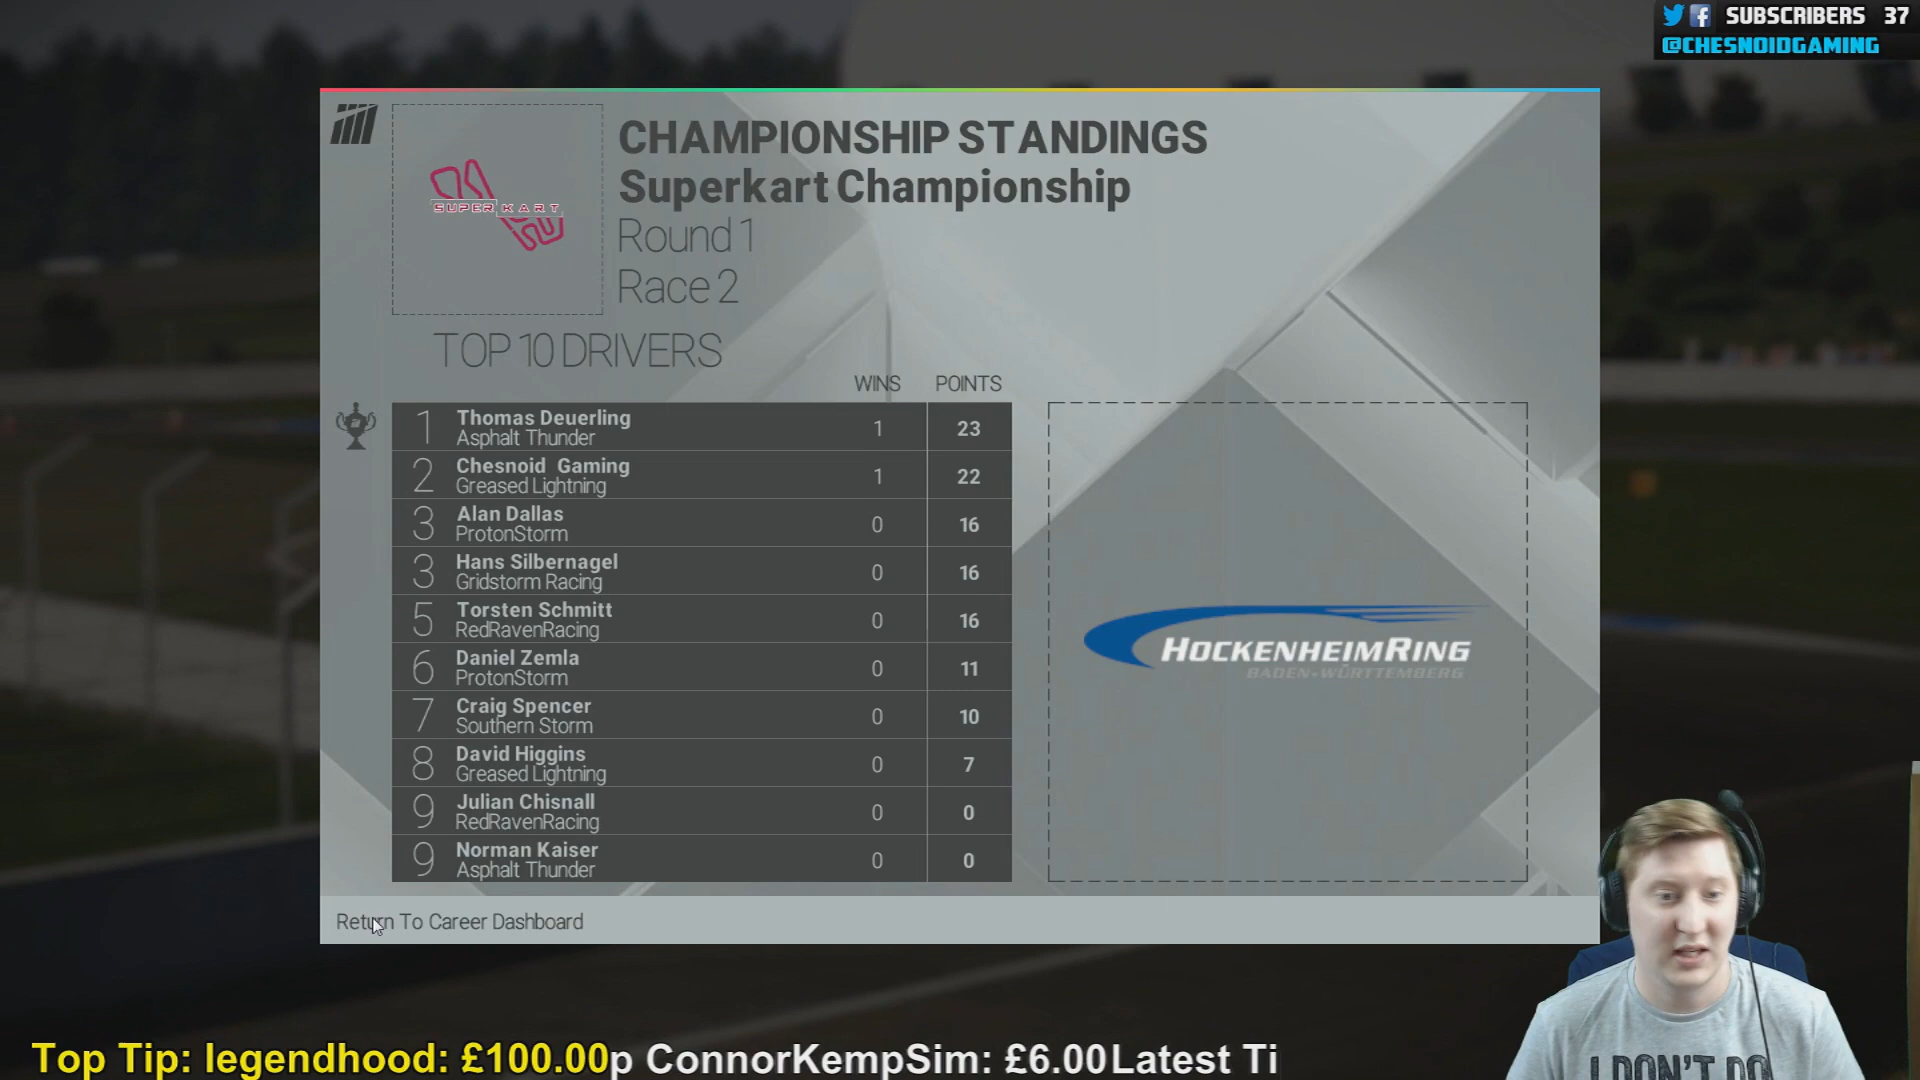 SUBSCRIBERS 37
@CHESNOIDGAMING
SUPER KART
CHAMPIONSHIP STANDINGS
Superkart Championship
Round 1
Race 2
TOP 10 DRIVERS
WINS POINTS
1 Thomas Deuerling 1 23
Asphalt Thunder
2 Chesnoid Gaming 1 22
Greased Lightning
3 Alan Dallas 0 16
ProtonStorm
3 Hans Silbernagel 0 16
Gridstorm Racing
5 Torsten Schmitt 0 16
RedRavenRacing
6 Daniel Zemla 0 11
ProtonStorm
7 Craig Spencer 0 10
Southern Storm
8 David Higgins 0 7
Greased Lightning
9 Julian Chisnall 0 0
RedRavenRacing
9 Norman Kaiser 0 0
Asphalt Thunder
HOCKENHEIMRING
BADEN-WÜRTTEMBERG
Return To Career Dashboard
I DON'T DO
Top Tip: legendhood: £100.00p ConnorKempSim: £6.00Latest Ti